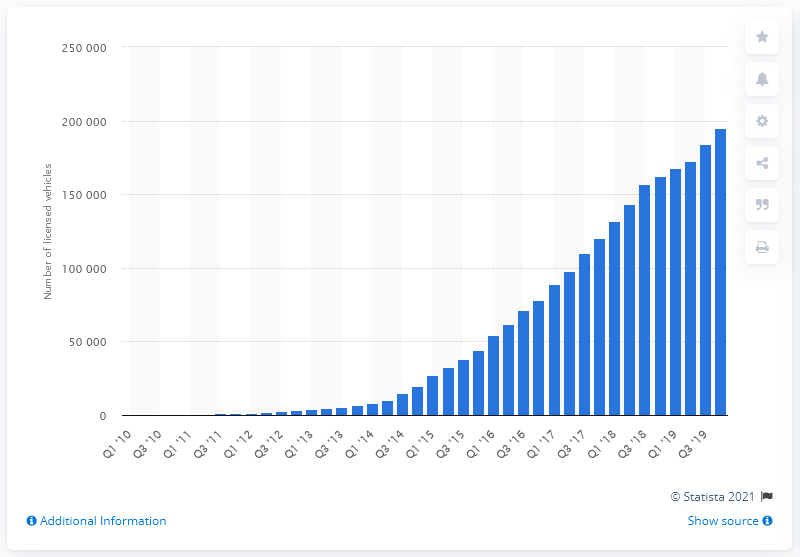 250 000
200 000
150 000
100 000
50 000
0
Number of licensed vehicles
Q1 '10
Q3 '10
Q1 '11
Q3 '11
Q1 '12
Q3 '12
Q1 '13
Q3 '13
Q1 '14
Q3 '14
Q1 '15
Q3 '15
Q1 '16
Q3 '16
Q1 '17
Q3 '17
Q1 '18
Q3 '18
Q1 '19
Q3 '19
© Statista 2021
Additional Information
Show source